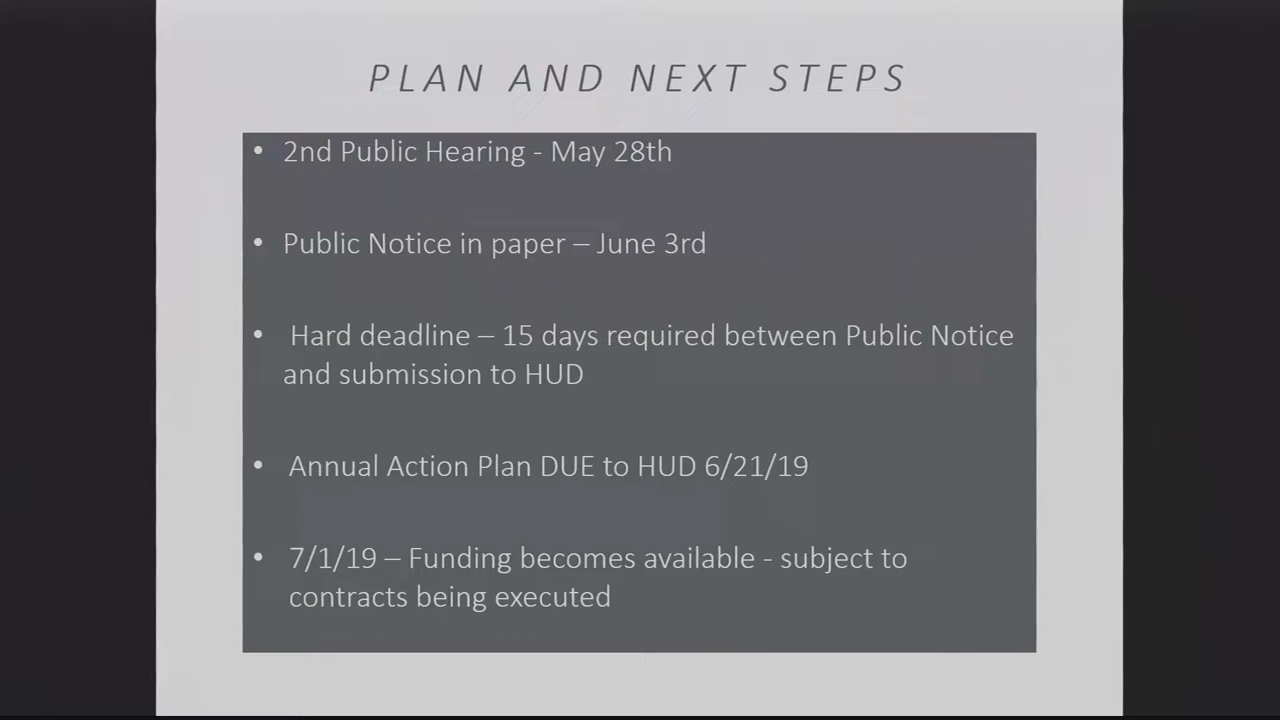 PLAN AND NEXT STEPS
• 2nd Public Hearing - May 28th
• Public Notice in paper – June 3rd
• Hard deadline – 15 days required between Public Notice
and submission to HUD
• Annual Action Plan DUE to HUD 6/21/19
• 7/1/19 – Funding becomes available - subject to
contracts being executed